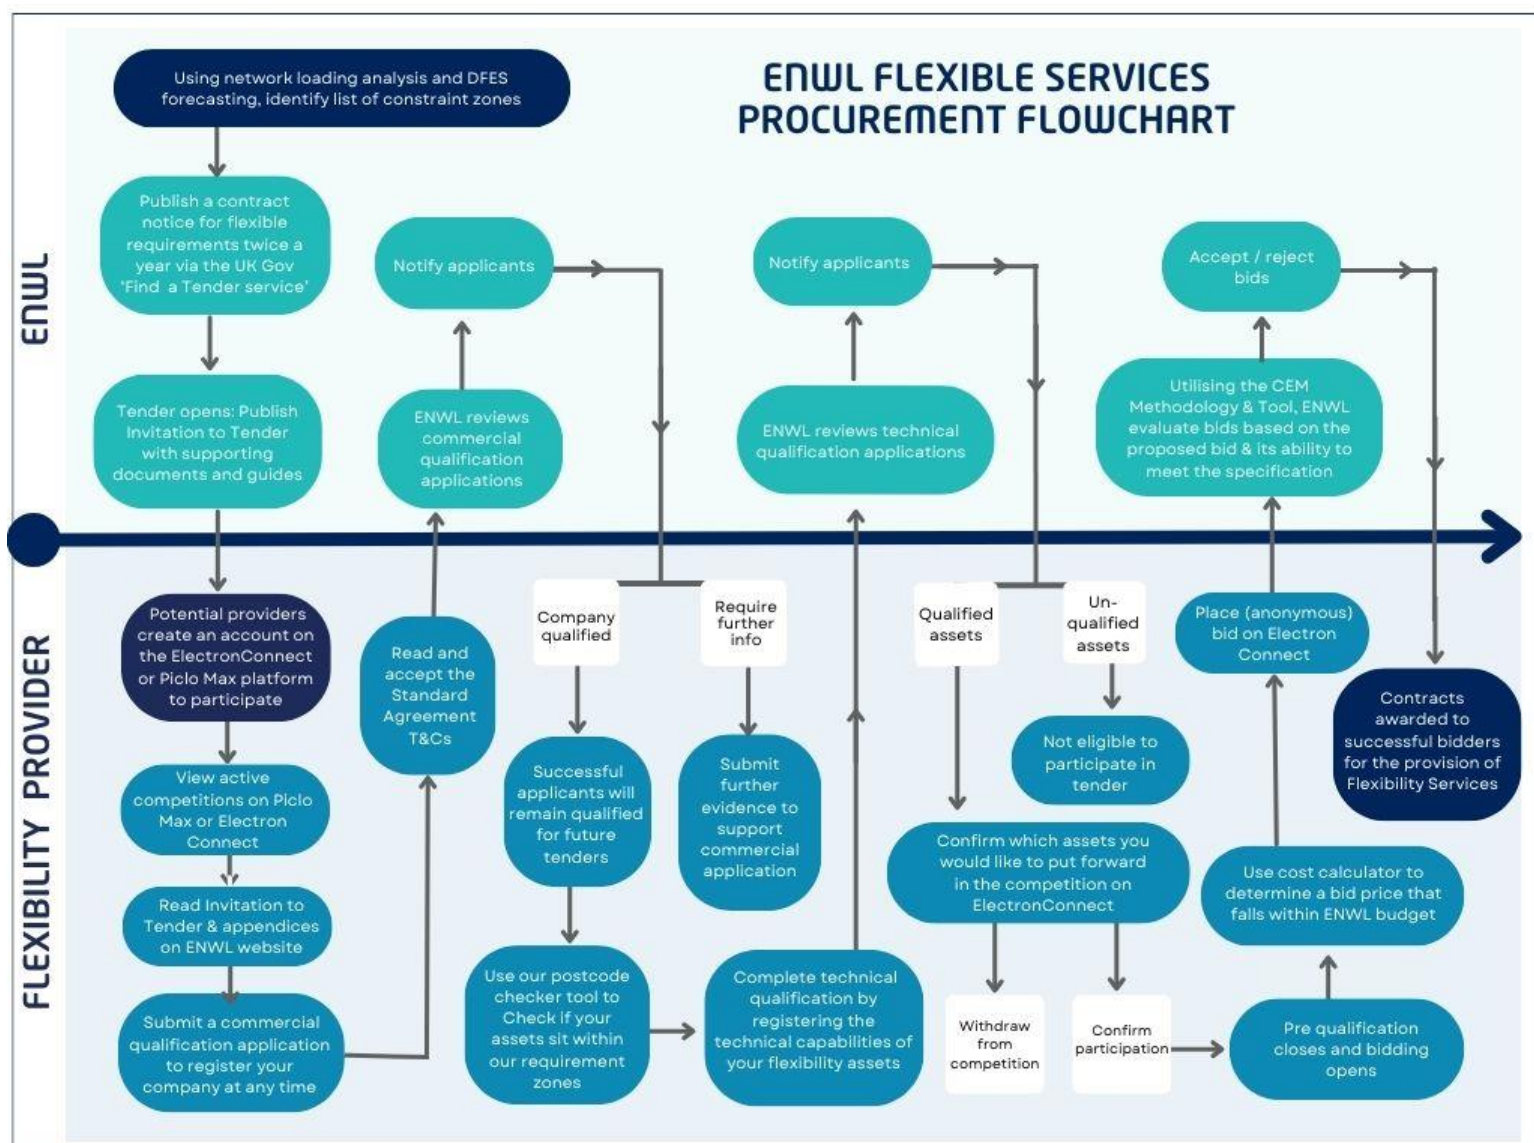 ENWL FLEXIBLE SERVICES
PROCUREMENT FLOWCHART
ENWL
FLEXIBILITY PROVIDER
Using network loading analysis and DFES
forecasting, identify list of constraint zones
Publish a contract
notice for flexible
requirements twice a
year via the UK Gov
'Find a Tender service'
Tender opens: Publish
Invitation to Tender
with supporting
documents and guides
Potential providers
create an account on
the ElectronConnect
or Piclo Max platform
to participate
View active
competitions on Piclo
Max or Electron
Connect
Read Invitation to
Tender & appendices
on ENWL website
Submit a commercial
qualification application
to register your
company at any time
Read and
accept the
Standard
Agreement
T&Cs
ENWL reviews
commercial
qualification
applications
Notify applicants
Company
qualified
Require
further
info
Successful
applicants will
remain qualified
for future
tenders
Submit
further
evidence to
support
commercial
application
Use our postcode
checker tool to
Check if your
assets sit within
our requirement
zones
Complete technical
qualification by
registering the
technical capabilities of
your flexibility assets
ENWL reviews technical
qualification applications
Notify applicants
Qualified
assets
Un-
qualified
assets
Not eligible to
participate in
tender
Confirm which assets you
would like to put forward
in the competition on
ElectronConnect
Withdraw
from
competition
Confirm
participation
Pre qualification
closes and bidding
opens
Use cost calculator to
determine a bid price that
falls within ENWL budget
Place (anonymous)
bid on Electron
Connect
Utilising the CEM
Methodology & Tool, ENWL
evaluate bids based on the
proposed bid & its ability to
meet the specification
Accept / reject
bids
Contracts
awarded to
successful bidders
for the provision of
Flexibility Services